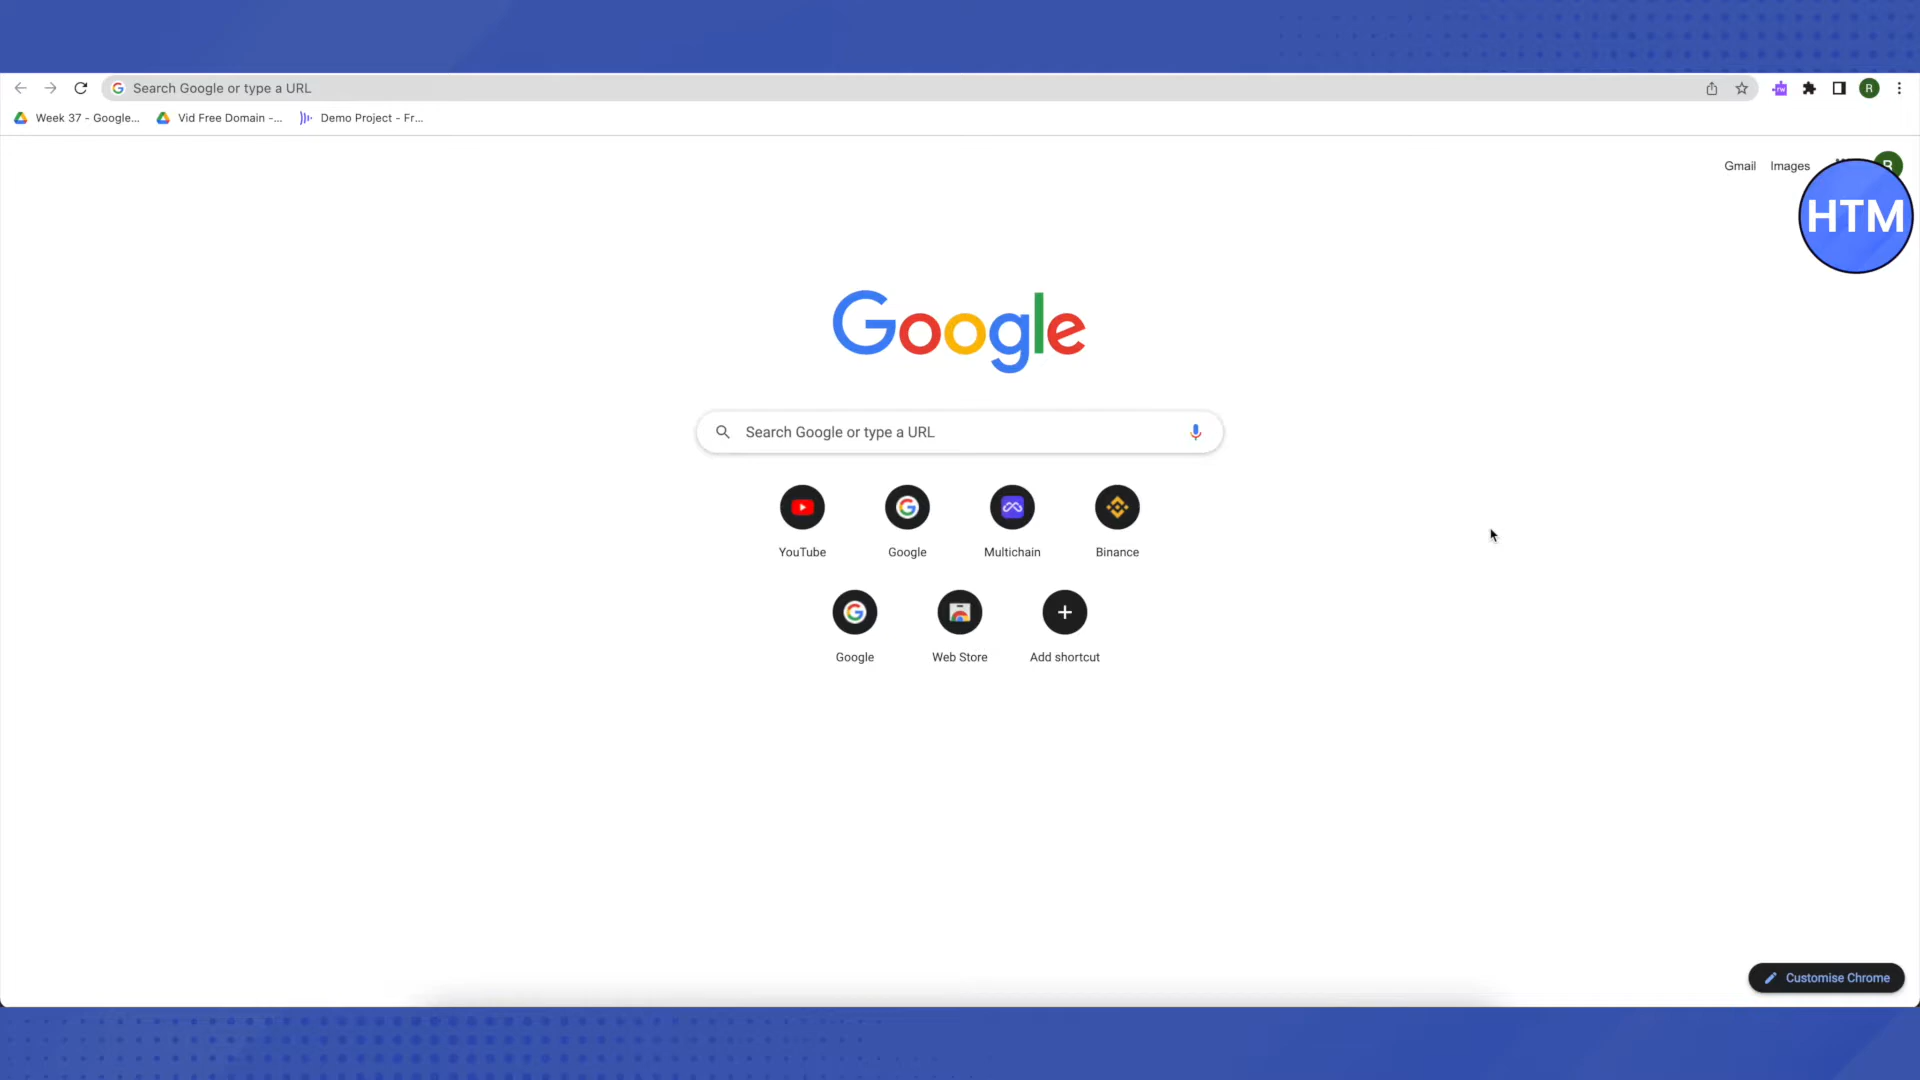 Search Google or type a URL
Week 37 - Google...
Vid Free Domain -...
Demo Project - Fr...
R
Gmail
Images
R
HTM
Google
Search Google or type a URL
YouTube
Google
Multichain
Binance
Google
Web Store
Add shortcut
Customise Chrome